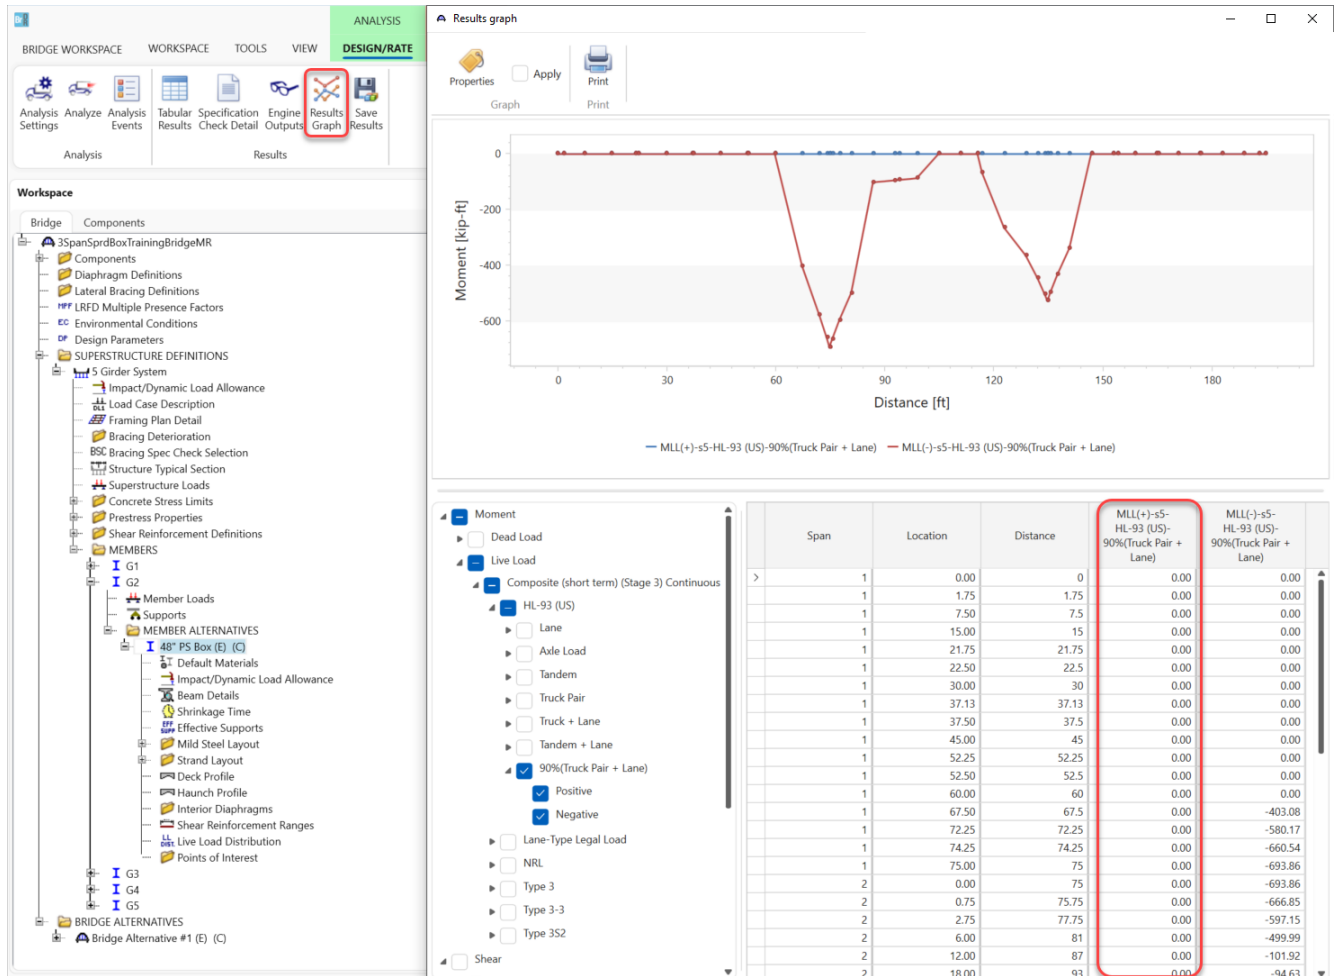 Br R
ANALYSIS
BRIDGE WORKSPACE WORKSPACE TOOLS VIEW DESIGN/RATE
Analysis Settings
Analyze
Analysis Events
Tabular Results
Specification Check Detail
Engine Outputs
Results Graph
Save Results
Analysis
Results
Workspace
Bridge Components
3SpanSprdBoxTrainingBridgeMR
Components
Diaphragm Definitions
Lateral Bracing Definitions
MPF LRFD Multiple Presence Factors
EC Environmental Conditions
DP Design Parameters
SUPERSTRUCTURE DEFINITIONS
5 Girder System
Impact/Dynamic Load Allowance
DLS Load Case Description
Framing Plan Detail
Bracing Deterioration
BSC Bracing Spec Check Selection
Structure Typical Section
Superstructure Loads
Concrete Stress Limits
Prestress Properties
Shear Reinforcement Definitions
MEMBERS
G1
G2
Member Loads
Supports
MEMBER ALTERNATIVES
48" PS Box (E) (C)
Default Materials
Impact/Dynamic Load Allowance
Beam Details
Shrinkage Time
EFF SUPP Effective Supports
Mild Steel Layout
Strand Layout
Deck Profile
Haunch Profile
Interior Diaphragms
Shear Reinforcement Ranges
LL DIST. Live Load Distribution
Points of Interest
G3
G4
G5
BRIDGE ALTERNATIVES
Bridge Alternative #1 (E) (C)
Results graph
Properties
Apply
Print
Graph
Print
Moment [kip-ft]
0
-200
-400
-600
0 30 60 90 120 150 180
Distance [ft]
MLL(+)-s5-HL-93 (US)-90%(Truck Pair + Lane) MLL(-)-s5-HL-93 (US)-90%(Truck Pair + Lane)
Moment
Dead Load
Live Load
Composite (short term) (Stage 3) Continuous
HL-93 (US)
Lane
Axle Load
Tandem
Truck Pair
Truck + Lane
Tandem + Lane
90%(Truck Pair + Lane)
Positive
Negative
Lane-Type Legal Load
NRL
Type 3
Type 3-3
Type 3S2
Shear
Span Location Distance MLL(+)-s5-HL-93 (US)-90%(Truck Pair + Lane) MLL(-)-s5-HL-93 (US)-90%(Truck Pair + Lane)
1 0.00 0 0.00 0.00
1 1.75 1.75 0.00 0.00
1 7.50 7.5 0.00 0.00
1 15.00 15 0.00 0.00
1 21.75 21.75 0.00 0.00
1 22.50 22.5 0.00 0.00
1 30.00 30 0.00 0.00
1 37.13 37.13 0.00 0.00
1 37.50 37.5 0.00 0.00
1 45.00 45 0.00 0.00
1 52.25 52.25 0.00 0.00
1 52.50 52.5 0.00 0.00
1 60.00 60 0.00 0.00
1 67.50 67.5 0.00 -403.08
1 72.25 72.25 0.00 -580.17
1 74.25 74.25 0.00 -660.54
1 75.00 75 0.00 -693.86
2 0.00 75 0.00 -693.86
2 0.75 75.75 0.00 -666.85
2 2.75 77.75 0.00 -597.15
2 6.00 81 0.00 -499.99
2 12.00 87 0.00 -101.92
2 18.00 93 0.00 -94.63